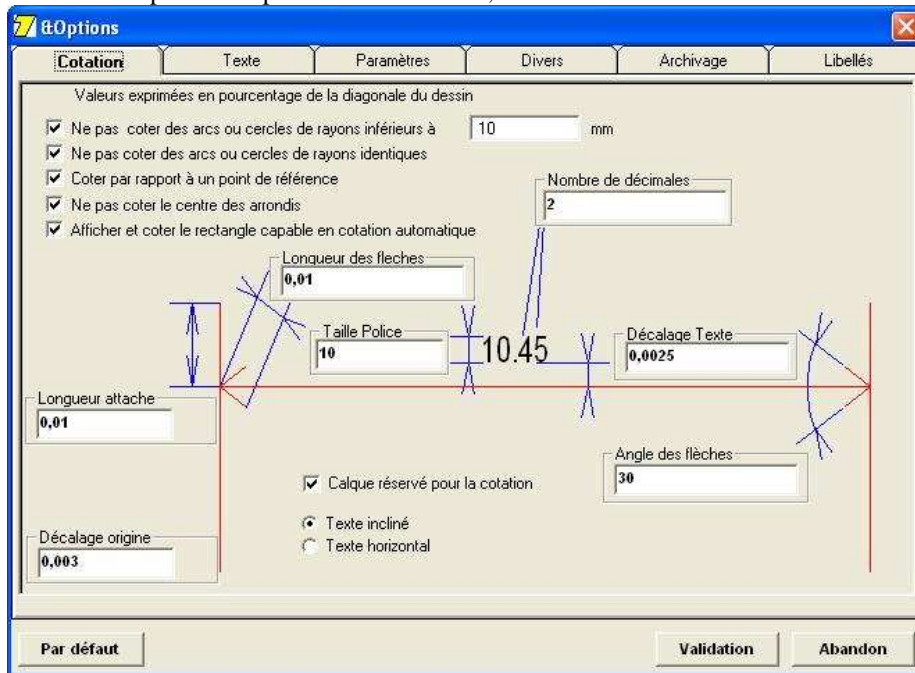 &Options
Cotation Texte Paramètres Divers Archivage Libellés
Valeurs exprimées en pourcentage de la diagonale du dessin
Ne pas coter des arcs ou cercles de rayons inférieurs à 10 mm
Ne pas coter des arcs ou cercles de rayons identiques
Coter par rapport à un point de référence
Ne pas coter le centre des arrondis
Afficher et coter le rectangle capable en cotation automatique
Nombre de décimales
2
Longueur des fleches
0,01
Taille Police
10
10.45
Décalage Texte
0,0025
Longueur attache
0,01
Angle des flèches
30
Calque réservé pour la cotation
Texte incliné
Texte horizontal
Décalage origine
0,003
Par défaut Validation Abandon